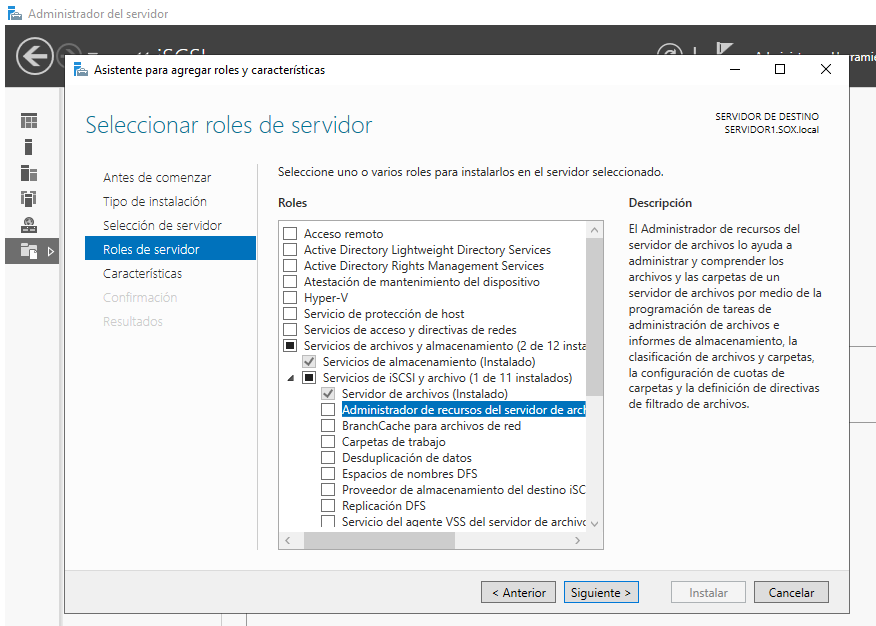 Administrador del servidor
iSCSI
Asistente para agregar roles y características
Seleccionar roles de servidor
SERVIDOR DE DESTINO
SERVIDOR1.SOX.local
Antes de comenzar
Tipo de instalación
Selección de servidor
Roles de servidor
Características
Confirmación
Resultados
Seleccione uno o varios roles para instalarlos en el servidor seleccionado.
Roles
Acceso remoto
Active Directory Lightweight Directory Services
Active Directory Rights Management Services
Atestación de mantenimiento del dispositivo
Hyper-V
Servicio de protección de host
Servicios de acceso y directivas de redes
Servicios de archivos y almacenamiento (2 de 12 insta
Servicios de almacenamiento (Instalado)
Servicios de iSCSI y archivo (1 de 11 instalados)
Servidor de archivos (Instalado)
Administrador de recursos del servidor de arch
BranchCache para archivos de red
Carpetas de trabajo
Desduplicación de datos
Espacios de nombres DFS
Proveedor de almacenamiento del destino iSC
Replicación DFS
Servicio del agente VSS del servidor de archivo
Descripción
El Administrador de recursos del
servidor de archivos lo ayuda a
administrar y comprender los
archivos y las carpetas de un
servidor de archivos por medio de la
programación de tareas de
administración de archivos e
informes de almacenamiento, la
clasificación de archivos y carpetas,
la configuración de cuotas de
carpetas y la definición de directivas
de filtrado de archivos.
< Anterior
Siguiente >
Instalar
Cancelar